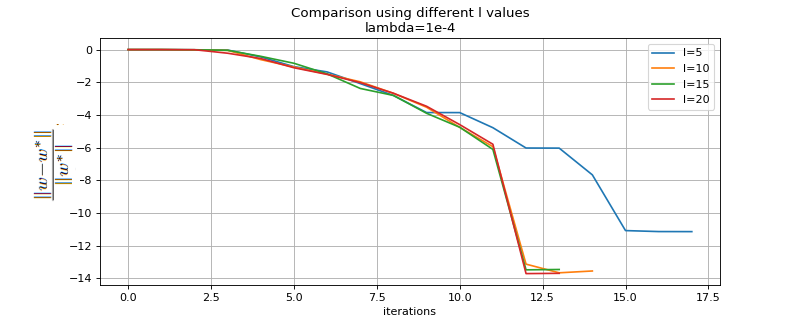 Comparison using different l values
lambda=1e-4
||w−w*||
||w*||
0
−2
−4
−6
−8
−10
−12
−14
0.0 2.5 5.0 7.5 10.0 12.5 15.0 17.5
iterations
l=5
l=10
l=15
l=20